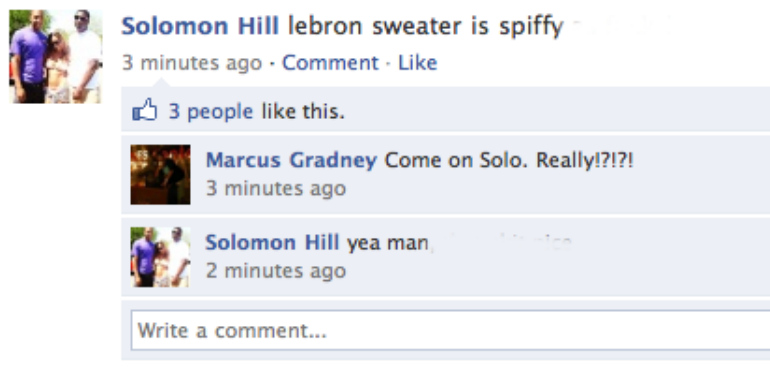 Solomon Hill lebron sweater is spiffy
3 minutes ago · Comment · Like
3 people like this.
Marcus Gradney Come on Solo. Really!?!?!
3 minutes ago
Solomon Hill yea man,
2 minutes ago
Write a comment...